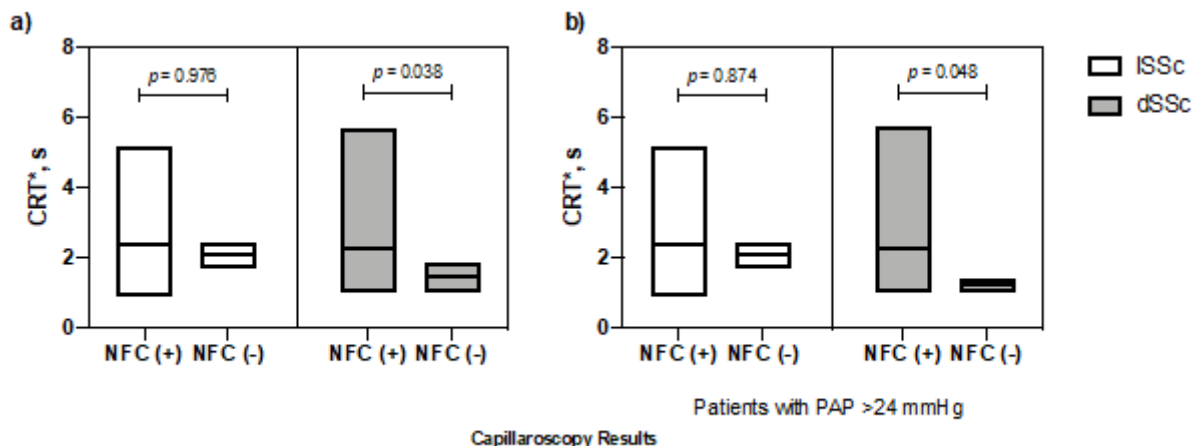 a)
b)
8
6
4
2
0
CRT*, s
p = 0.976
p = 0.038
NFC (+) NFC (-) NFC (+) NFC (-)
8
6
4
2
0
CRT*, s
p = 0.874
p = 0.048
NFC (+) NFC (-) NFC (+) NFC (-)
lSSc
dSSc
Patients with PAP >24 mmHg
Capillaroscopy Results